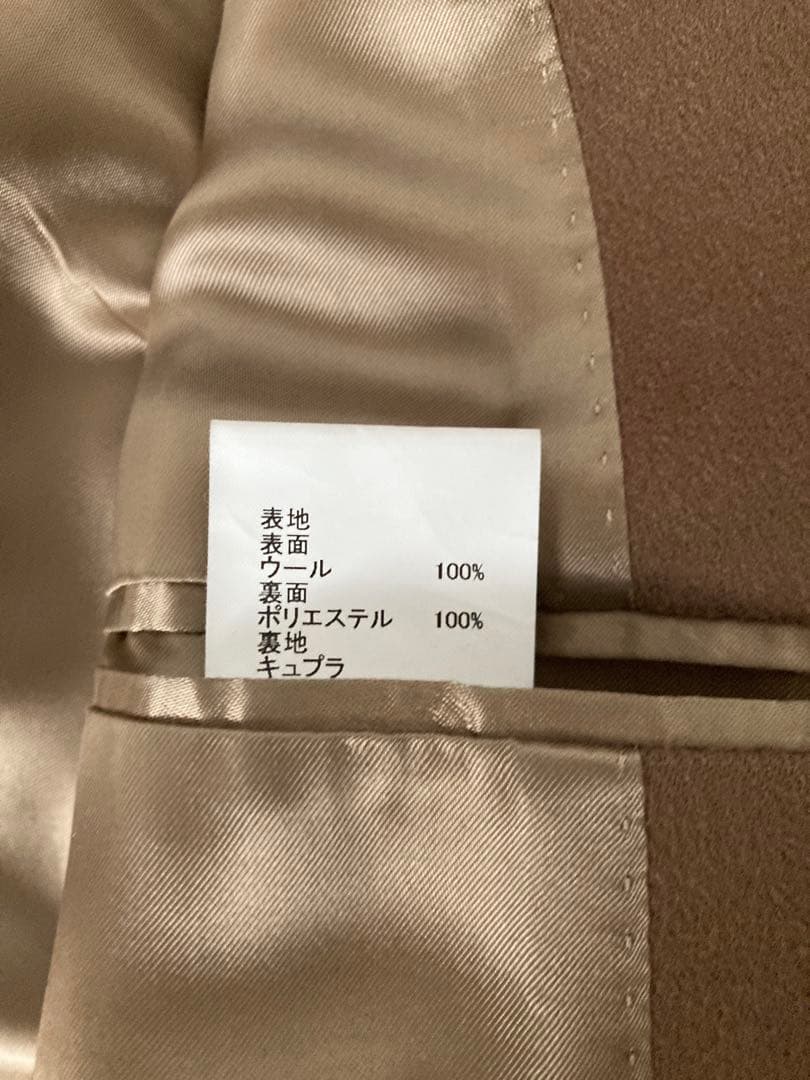 表地
表面
ウール 100%
裏面
ポリエステル 100%
裏地
キュプラ